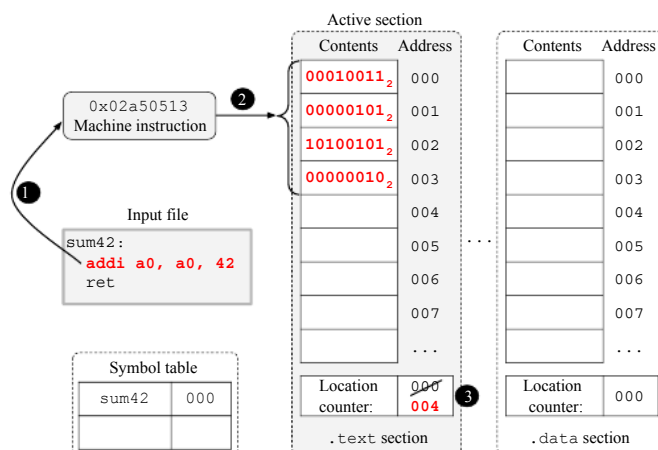 Active section
Contents Address
00010011₂ 000
00000101₂ 001
10100101₂ 002
00000010₂ 003
004
005
006
007
...
Location
counter:
000
004
3
.text section
0x02a50513
Machine instruction
2
1
Input file
sum42:
addi a0, a0, 42
ret
Symbol table
sum42 000
...
Contents Address
000
001
002
003
004
005
006
007
...
Location
counter:
000
.data section